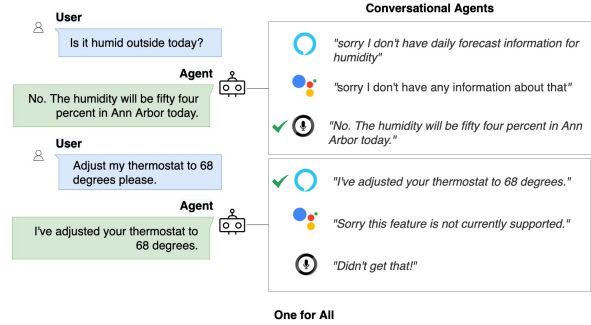 Conversational Agents
User
Is it humid outside today?
Agent
No. The humidity will be fifty four
percent in Ann Arbor today.
User
Adjust my thermostat to 68
degrees please.
Agent
I've adjusted your thermostat to
68 degrees.
"sorry I don't have daily forecast information for
humidity"
"sorry I don't have any information about that"
"No. The humidity will be fifty four percent in Ann
Arbor today."
"I've adjusted your thermostat to 68 degrees."
"Sorry this feature is not currently supported."
"Didn't get that!"
One for All